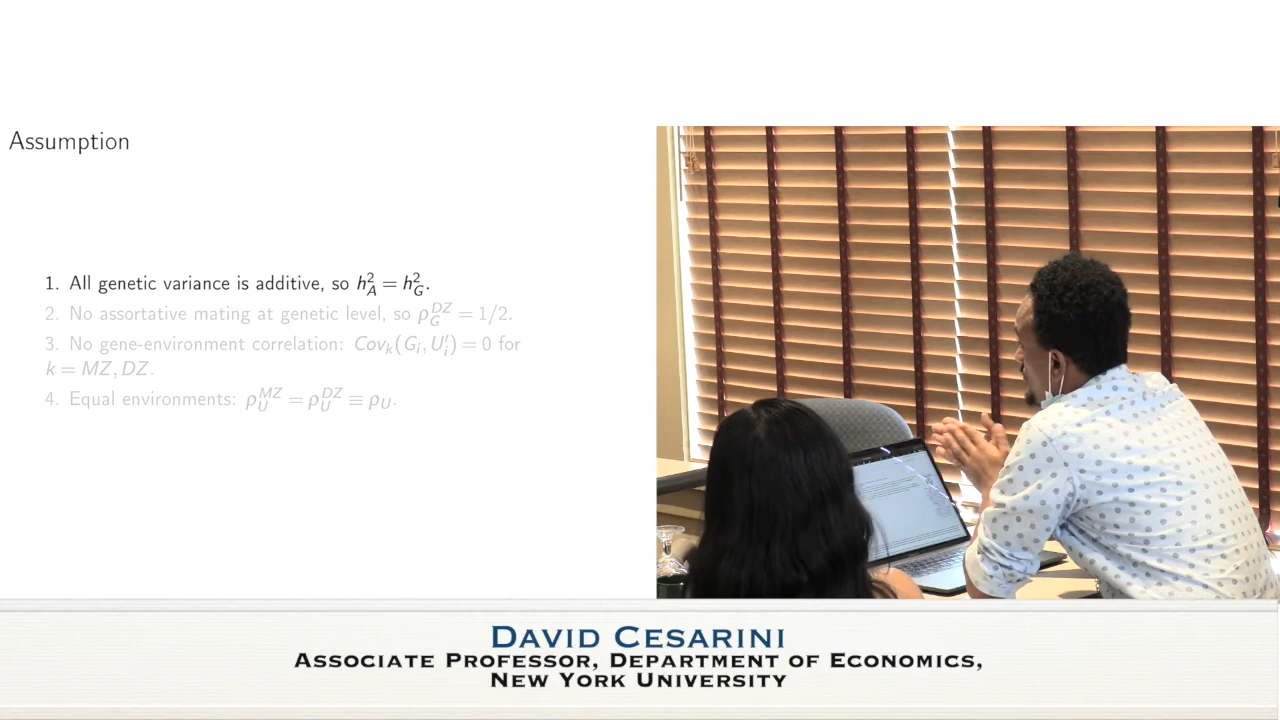 Assumption
1. All genetic variance is additive, so h²_A = h²_G.
2. No assortative mating at genetic level, so ρ^DZ_G = 1/2.
3. No gene-environment correlation: Cov_k(G_i, U′_i) = 0 for
k = MZ, DZ.
4. Equal environments: ρ^MZ_U = ρ^DZ_U ≡ ρ_U.
DAVID CESARINI
ASSOCIATE PROFESSOR, DEPARTMENT OF ECONOMICS,
NEW YORK UNIVERSITY